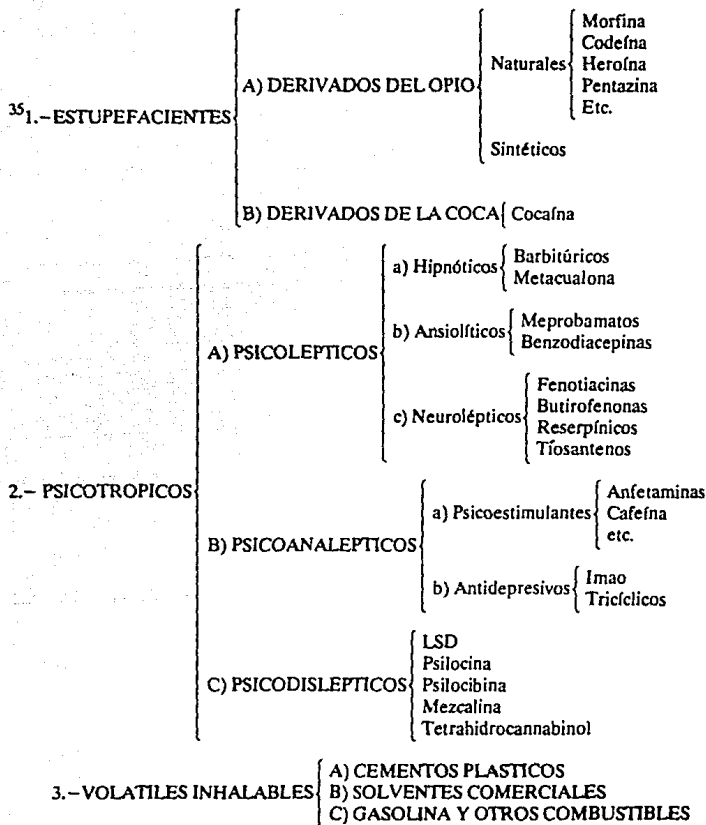 35 1.-ESTUPEFACIENTES
A) DERIVADOS DEL OPIO
Naturales
Morfina
Codeína
Heroína
Pentazina
Etc.
Sintéticos
B) DERIVADOS DE LA COCA
Cocaína
2.- PSICOTROPICOS
A) PSICOLEPTICOS
a) Hipnóticos
Barbitúricos
Metacualona
b) Ansiolíticos
Meprobamatos
Benzodiacepinas
c) Neurolépticos
Fenotiacinas
Butirofenonas
Reserpínicos
Tíosantenos
B) PSICOANALEPTICOS
a) Psicoestimulantes
Anfetaminas
Cafeína
etc.
b) Antidepresivos
Imao
Tricíclicos
C) PSICODISLEPTICOS
LSD
Psilocina
Psilocibina
Mezcalina
Tetrahidrocannabinol
3.-VOLATILES INHALABLES
A) CEMENTOS PLASTICOS
B) SOLVENTES COMERCIALES
C) GASOLINA Y OTROS COMBUSTIBLES